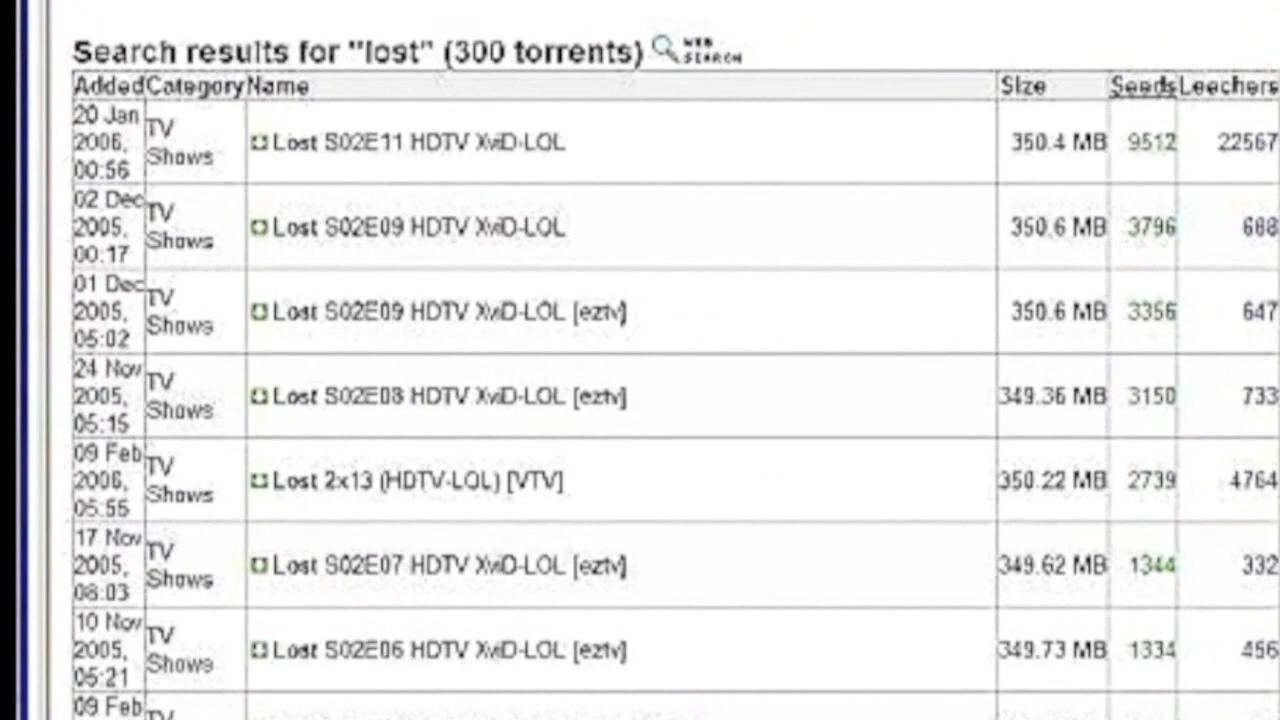 Search results for "lost" (300 torrents) WEB SEARCH
Added Category Name Size Seeds Leechers
20 Jan 2006, 00:56 TV Shows Lost S02E11 HDTV XviD-LOL 350.4 MB 9512 22567
02 Dec 2005, 00:17 TV Shows Lost S02E09 HDTV XviD-LOL 350.6 MB 3796 688
01 Dec 2005, 05:02 TV Shows Lost S02E09 HDTV XviD-LOL [eztv] 350.6 MB 3356 647
24 Nov 2005, 05:15 TV Shows Lost S02E08 HDTV XviD-LOL [eztv] 349.36 MB 3150 733
09 Feb 2006, 05:55 TV Shows Lost 2x13 (HDTV-LOL) [VTV] 350.22 MB 2739 4764
17 Nov 2005, 08:03 TV Shows Lost S02E07 HDTV XviD-LOL [eztv] 349.62 MB 1344 332
10 Nov 2005, 05:21 TV Shows Lost S02E06 HDTV XviD-LOL [eztv] 349.73 MB 1334 456
09 Feb TV